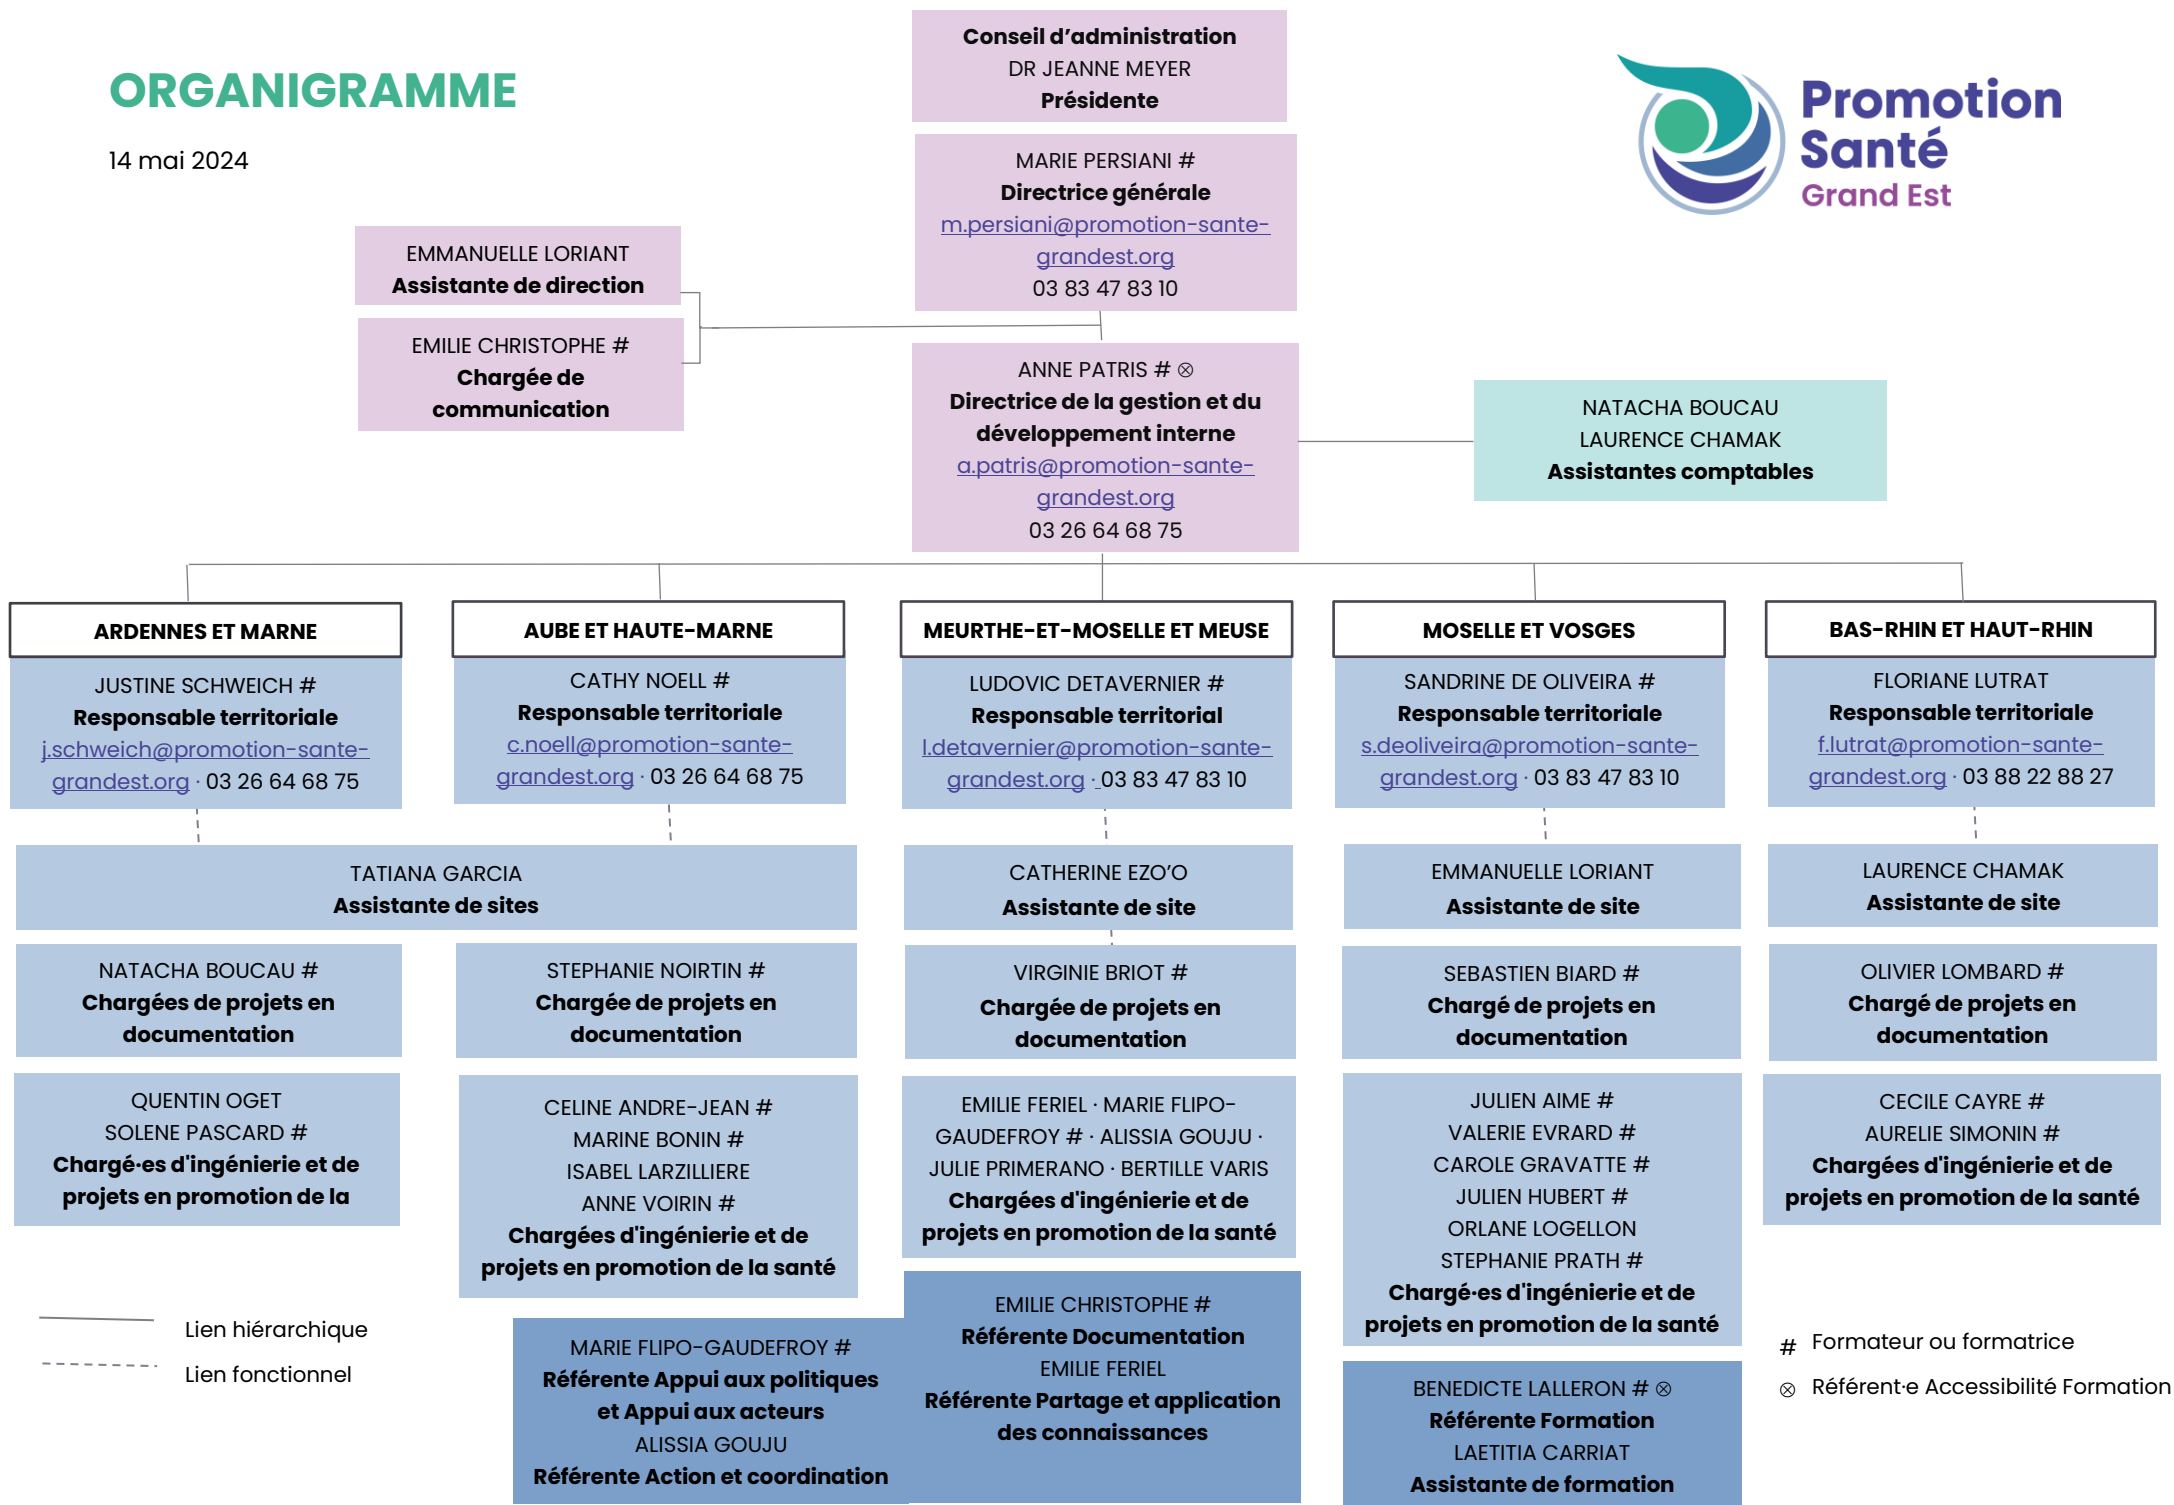 ORGANIGRAMME
14 mai 2024
Conseil d’administration
DR JEANNE MEYER
Présidente
Promotion
Santé
Grand Est
MARIE PERSIANI #
Directrice générale
m.persiani@promotion-sante-
grandest.org
03 83 47 83 10
EMMANUELLE LORIANT
Assistante de direction
EMILIE CHRISTOPHE #
Chargée de
communication
ANNE PATRIS # ⊗
Directrice de la gestion et du
développement interne
a.patris@promotion-sante-
grandest.org
03 26 64 68 75
NATACHA BOUCAU
LAURENCE CHAMAK
Assistantes comptables
ARDENNES ET MARNE
JUSTINE SCHWEICH #
Responsable territoriale
j.schweich@promotion-sante-
grandest.org · 03 26 64 68 75
AUBE ET HAUTE-MARNE
CATHY NOELL #
Responsable territoriale
c.noell@promotion-sante-
grandest.org · 03 26 64 68 75
MEURTHE-ET-MOSELLE ET MEUSE
LUDOVIC DETAVERNIER #
Responsable territorial
l.detavernier@promotion-sante-
grandest.org · 03 83 47 83 10
MOSELLE ET VOSGES
SANDRINE DE OLIVEIRA #
Responsable territoriale
s.deoliveira@promotion-sante-
grandest.org · 03 83 47 83 10
BAS-RHIN ET HAUT-RHIN
FLORIANE LUTRAT
Responsable territoriale
f.lutrat@promotion-sante-
grandest.org · 03 88 22 88 27
TATIANA GARCIA
Assistante de sites
CATHERINE EZO’O
Assistante de site
EMMANUELLE LORIANT
Assistante de site
LAURENCE CHAMAK
Assistante de site
NATACHA BOUCAU #
Chargées de projets en
documentation
STEPHANIE NOIRTIN #
Chargée de projets en
documentation
VIRGINIE BRIOT #
Chargée de projets en
documentation
SEBASTIEN BIARD #
Chargé de projets en
documentation
OLIVIER LOMBARD #
Chargé de projets en
documentation
QUENTIN OGET
SOLENE PASCARD #
Chargé·es d'ingénierie et de
projets en promotion de la
CELINE ANDRE-JEAN #
MARINE BONIN #
ISABEL LARZILLIERE
ANNE VOIRIN #
Chargées d'ingénierie et de
projets en promotion de la santé
EMILIE FERIEL · MARIE FLIPO-
GAUDEFROY # · ALISSIA GOUJU ·
JULIE PRIMERANO · BERTILLE VARIS
Chargées d'ingénierie et de
projets en promotion de la santé
JULIEN AIME #
VALERIE EVRARD #
CAROLE GRAVATTE #
JULIEN HUBERT #
ORLANE LOGELLON
STEPHANIE PRATH #
Chargé·es d'ingénierie et de
projets en promotion de la santé
CECILE CAYRE #
AURELIE SIMONIN #
Chargées d'ingénierie et de
projets en promotion de la santé
Lien hiérarchique
Lien fonctionnel
MARIE FLIPO-GAUDEFROY #
Référente Appui aux politiques
et Appui aux acteurs
ALISSIA GOUJU
Référente Action et coordination
EMILIE CHRISTOPHE #
Référente Documentation
EMILIE FERIEL
Référente Partage et application
des connaissances
BENEDICTE LALLERON # ⊗
Référente Formation
LAETITIA CARRIAT
Assistante de formation
# Formateur ou formatrice
⊗ Référent·e Accessibilité Formation